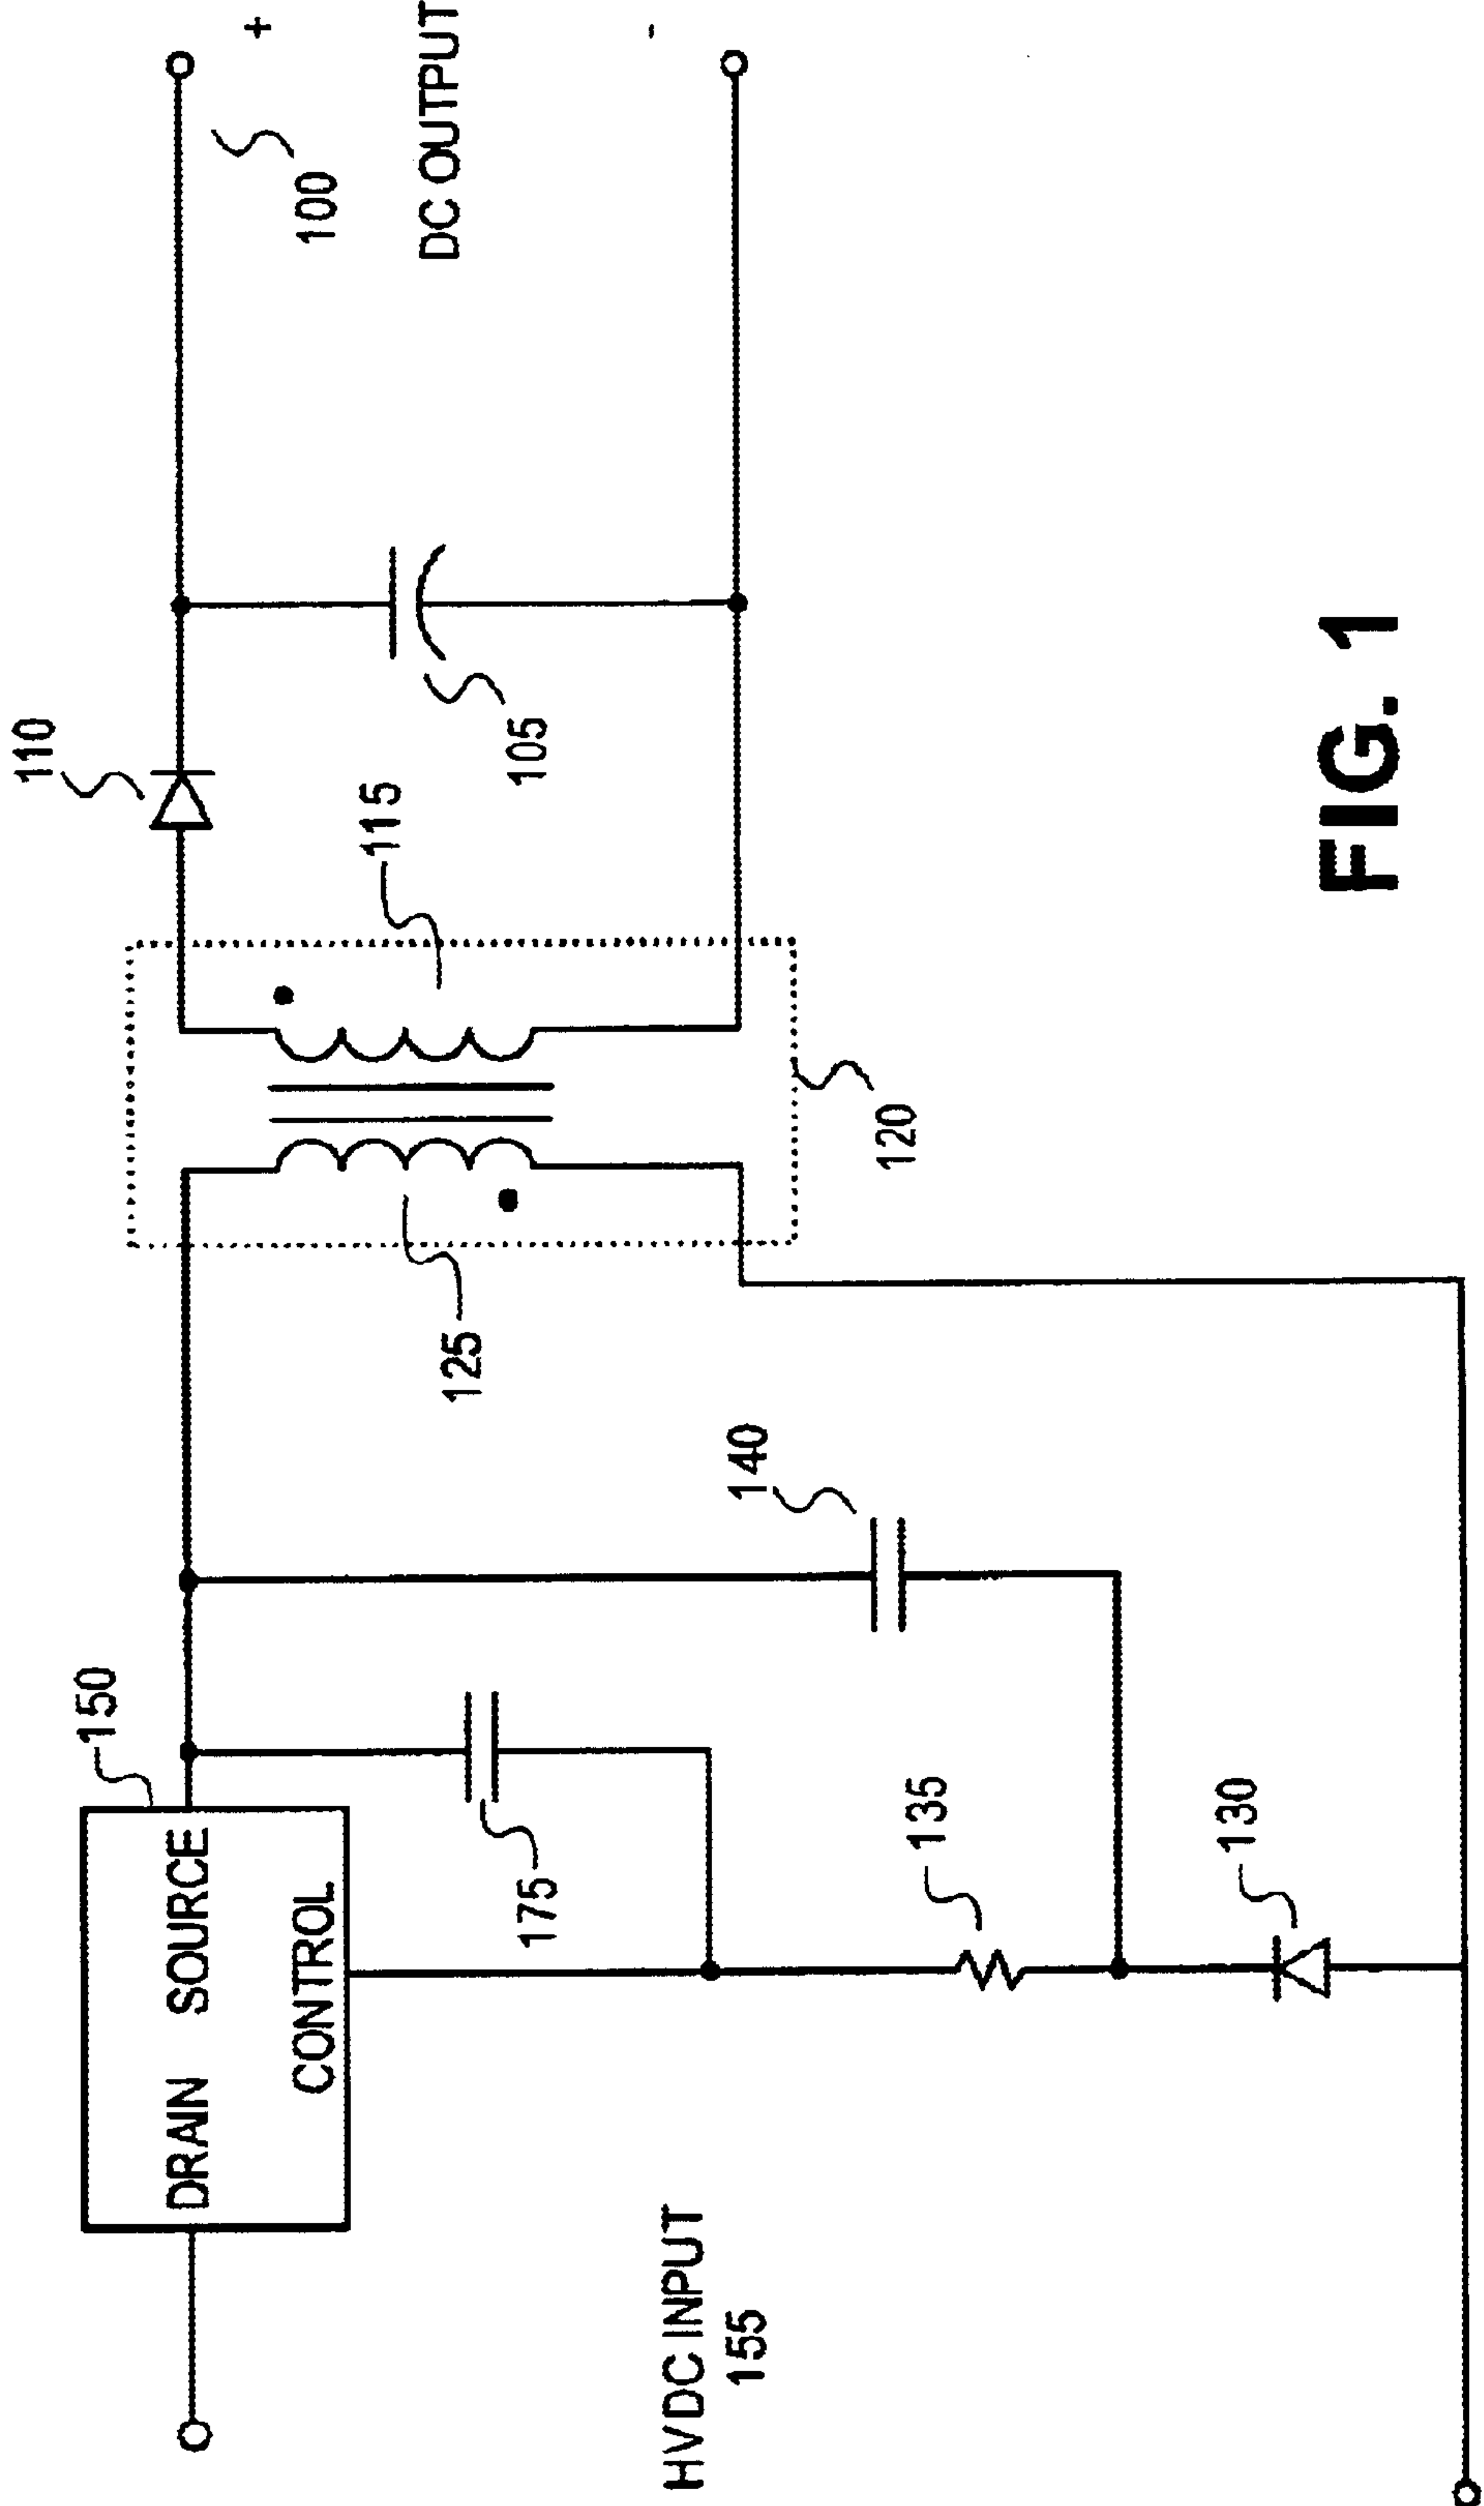 150
DRAIN SOURCE
CONTROL
175
HVDC INPUT
155
135
130
140
125
120
115
110
105
100
+
DC OUTPUT
-
FIG. 1